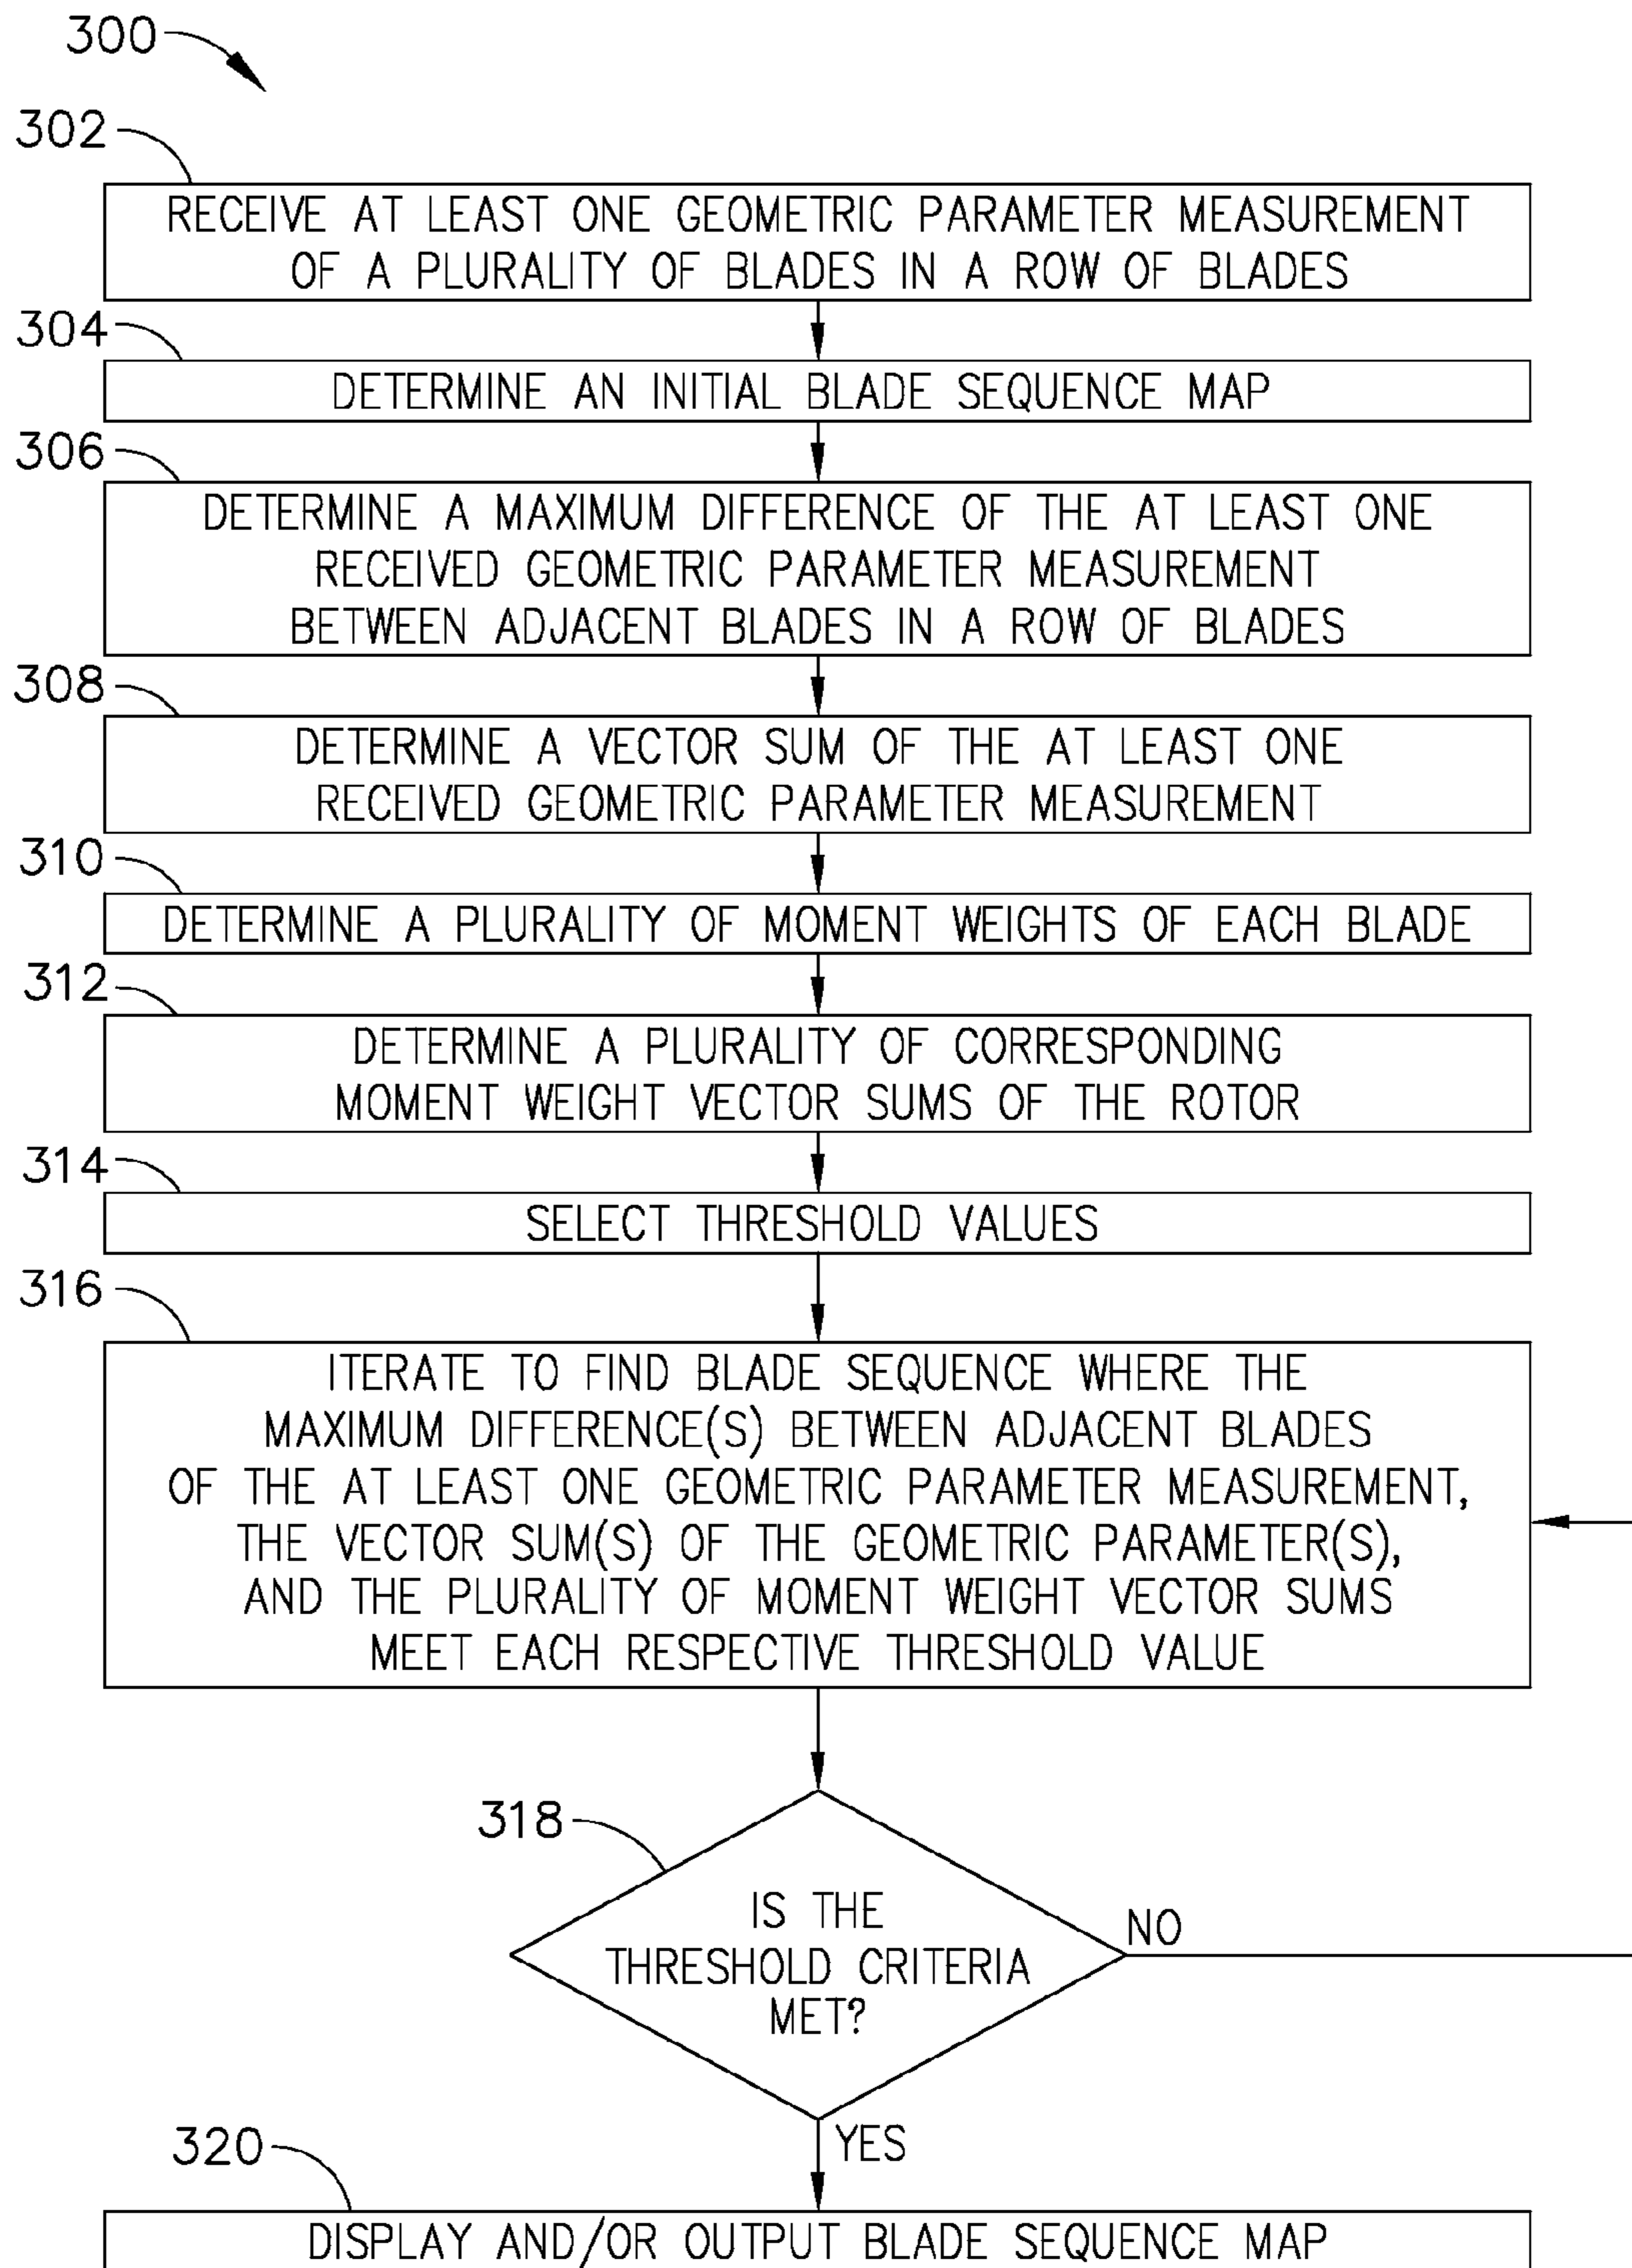 300
302
RECEIVE AT LEAST ONE GEOMETRIC PARAMETER MEASUREMENT
OF A PLURALITY OF BLADES IN A ROW OF BLADES
304
DETERMINE AN INITIAL BLADE SEQUENCE MAP
306
DETERMINE A MAXIMUM DIFFERENCE OF THE AT LEAST ONE
RECEIVED GEOMETRIC PARAMETER MEASUREMENT
BETWEEN ADJACENT BLADES IN A ROW OF BLADES
308
DETERMINE A VECTOR SUM OF THE AT LEAST ONE
RECEIVED GEOMETRIC PARAMETER MEASUREMENT
310
DETERMINE A PLURALITY OF MOMENT WEIGHTS OF EACH BLADE
312
DETERMINE A PLURALITY OF CORRESPONDING
MOMENT WEIGHT VECTOR SUMS OF THE ROTOR
314
SELECT THRESHOLD VALUES
316
ITERATE TO FIND BLADE SEQUENCE WHERE THE
MAXIMUM DIFFERENCE(S) BETWEEN ADJACENT BLADES
OF THE AT LEAST ONE GEOMETRIC PARAMETER MEASUREMENT,
THE VECTOR SUM(S) OF THE GEOMETRIC PARAMETER(S),
AND THE PLURALITY OF MOMENT WEIGHT VECTOR SUMS
MEET EACH RESPECTIVE THRESHOLD VALUE
318
IS THE
THRESHOLD CRITERIA
MET?
NO
YES
320
DISPLAY AND/OR OUTPUT BLADE SEQUENCE MAP